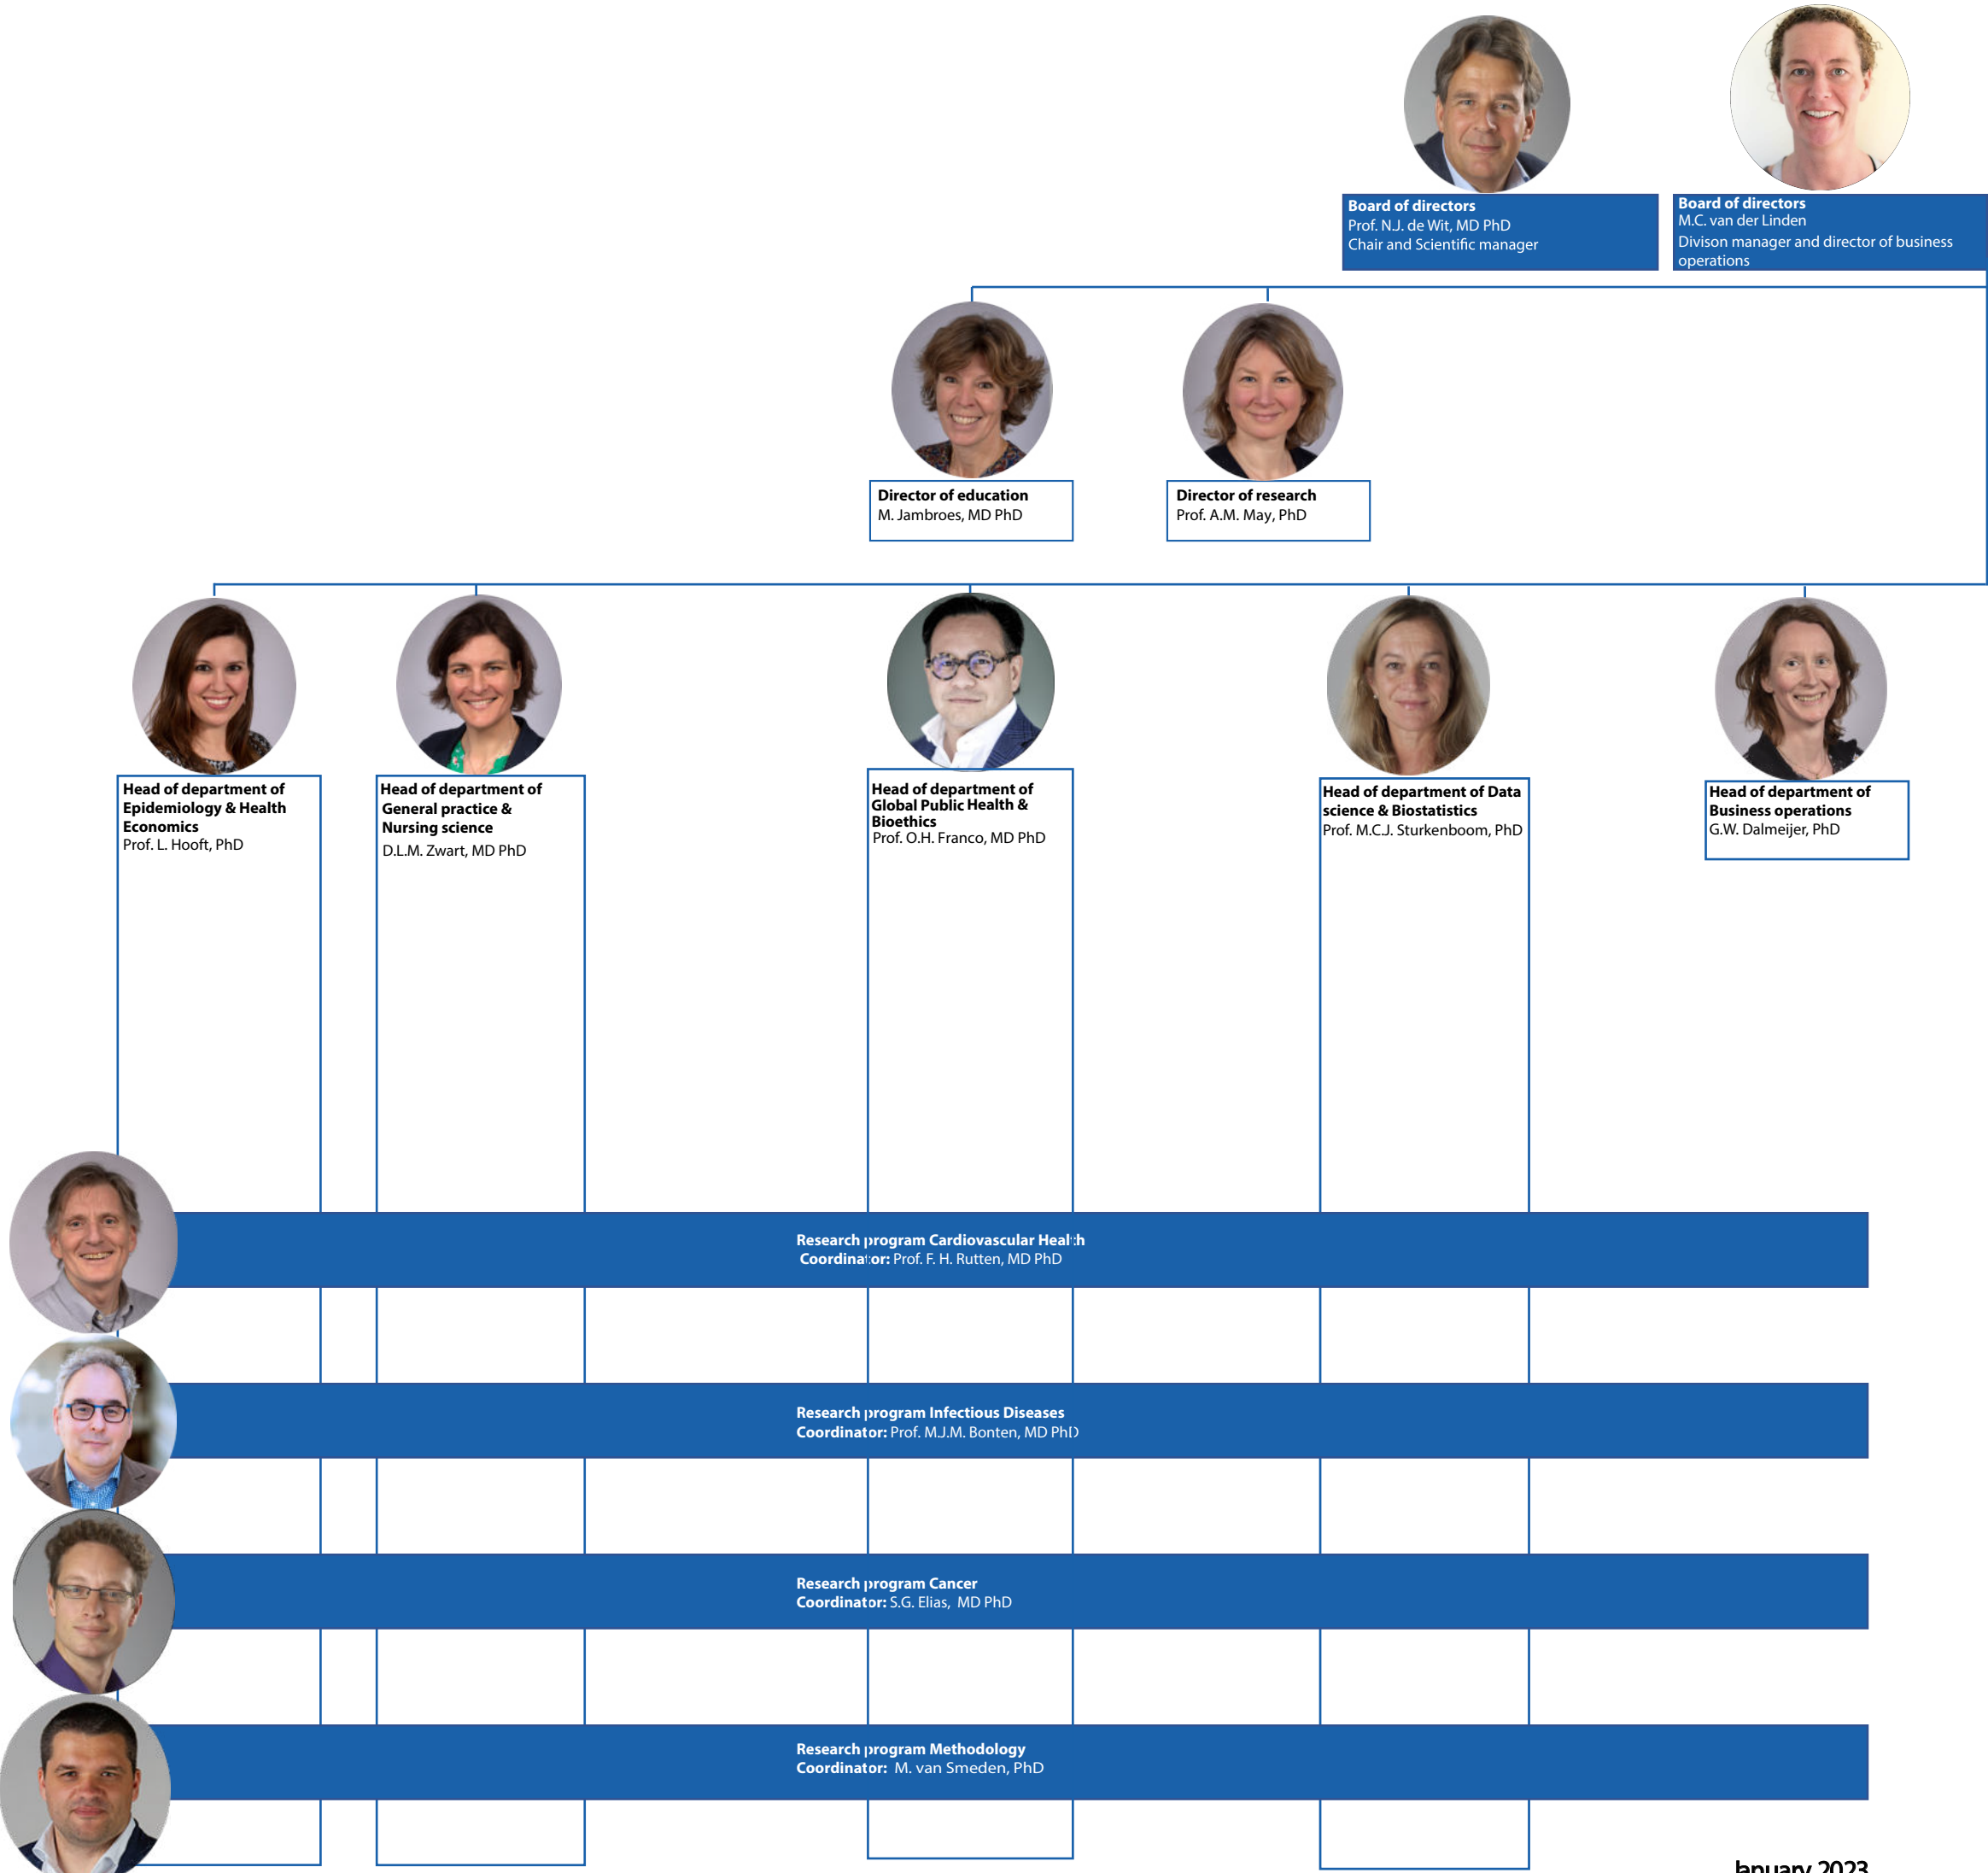 Board of directors
Prof. N.J. de Wit, MD PhD
Chair and Scientific manager
Board of directors
M.C. van der Linden
Divison manager and director of business
operations
Director of education
M. Jambroes, MD PhD
Director of research
Prof. A.M. May, PhD
Head of department of
Epidemiology & Health
Economics
Prof. L. Hooft, PhD
Head of department of
General practice &
Nursing science
D.L.M. Zwart, MD PhD
Head of department of
Global Public Health &
Bioethics
Prof. O.H. Franco, MD PhD
Head of department of Data
science & Biostatistics
Prof. M.C.J. Sturkenboom, PhD
Head of department of
Business operations
G.W. Dalmeijer, PhD
Research program Cardiovascular Health
Coordinator: Prof. F. H. Rutten, MD PhD
Research program Infectious Diseases
Coordinator: Prof. M.J.M. Bonten, MD PhD
Research program Cancer
Coordinator: S.G. Elias, MD PhD
Research program Methodology
Coordinator: M. van Smeden, PhD
January 2023